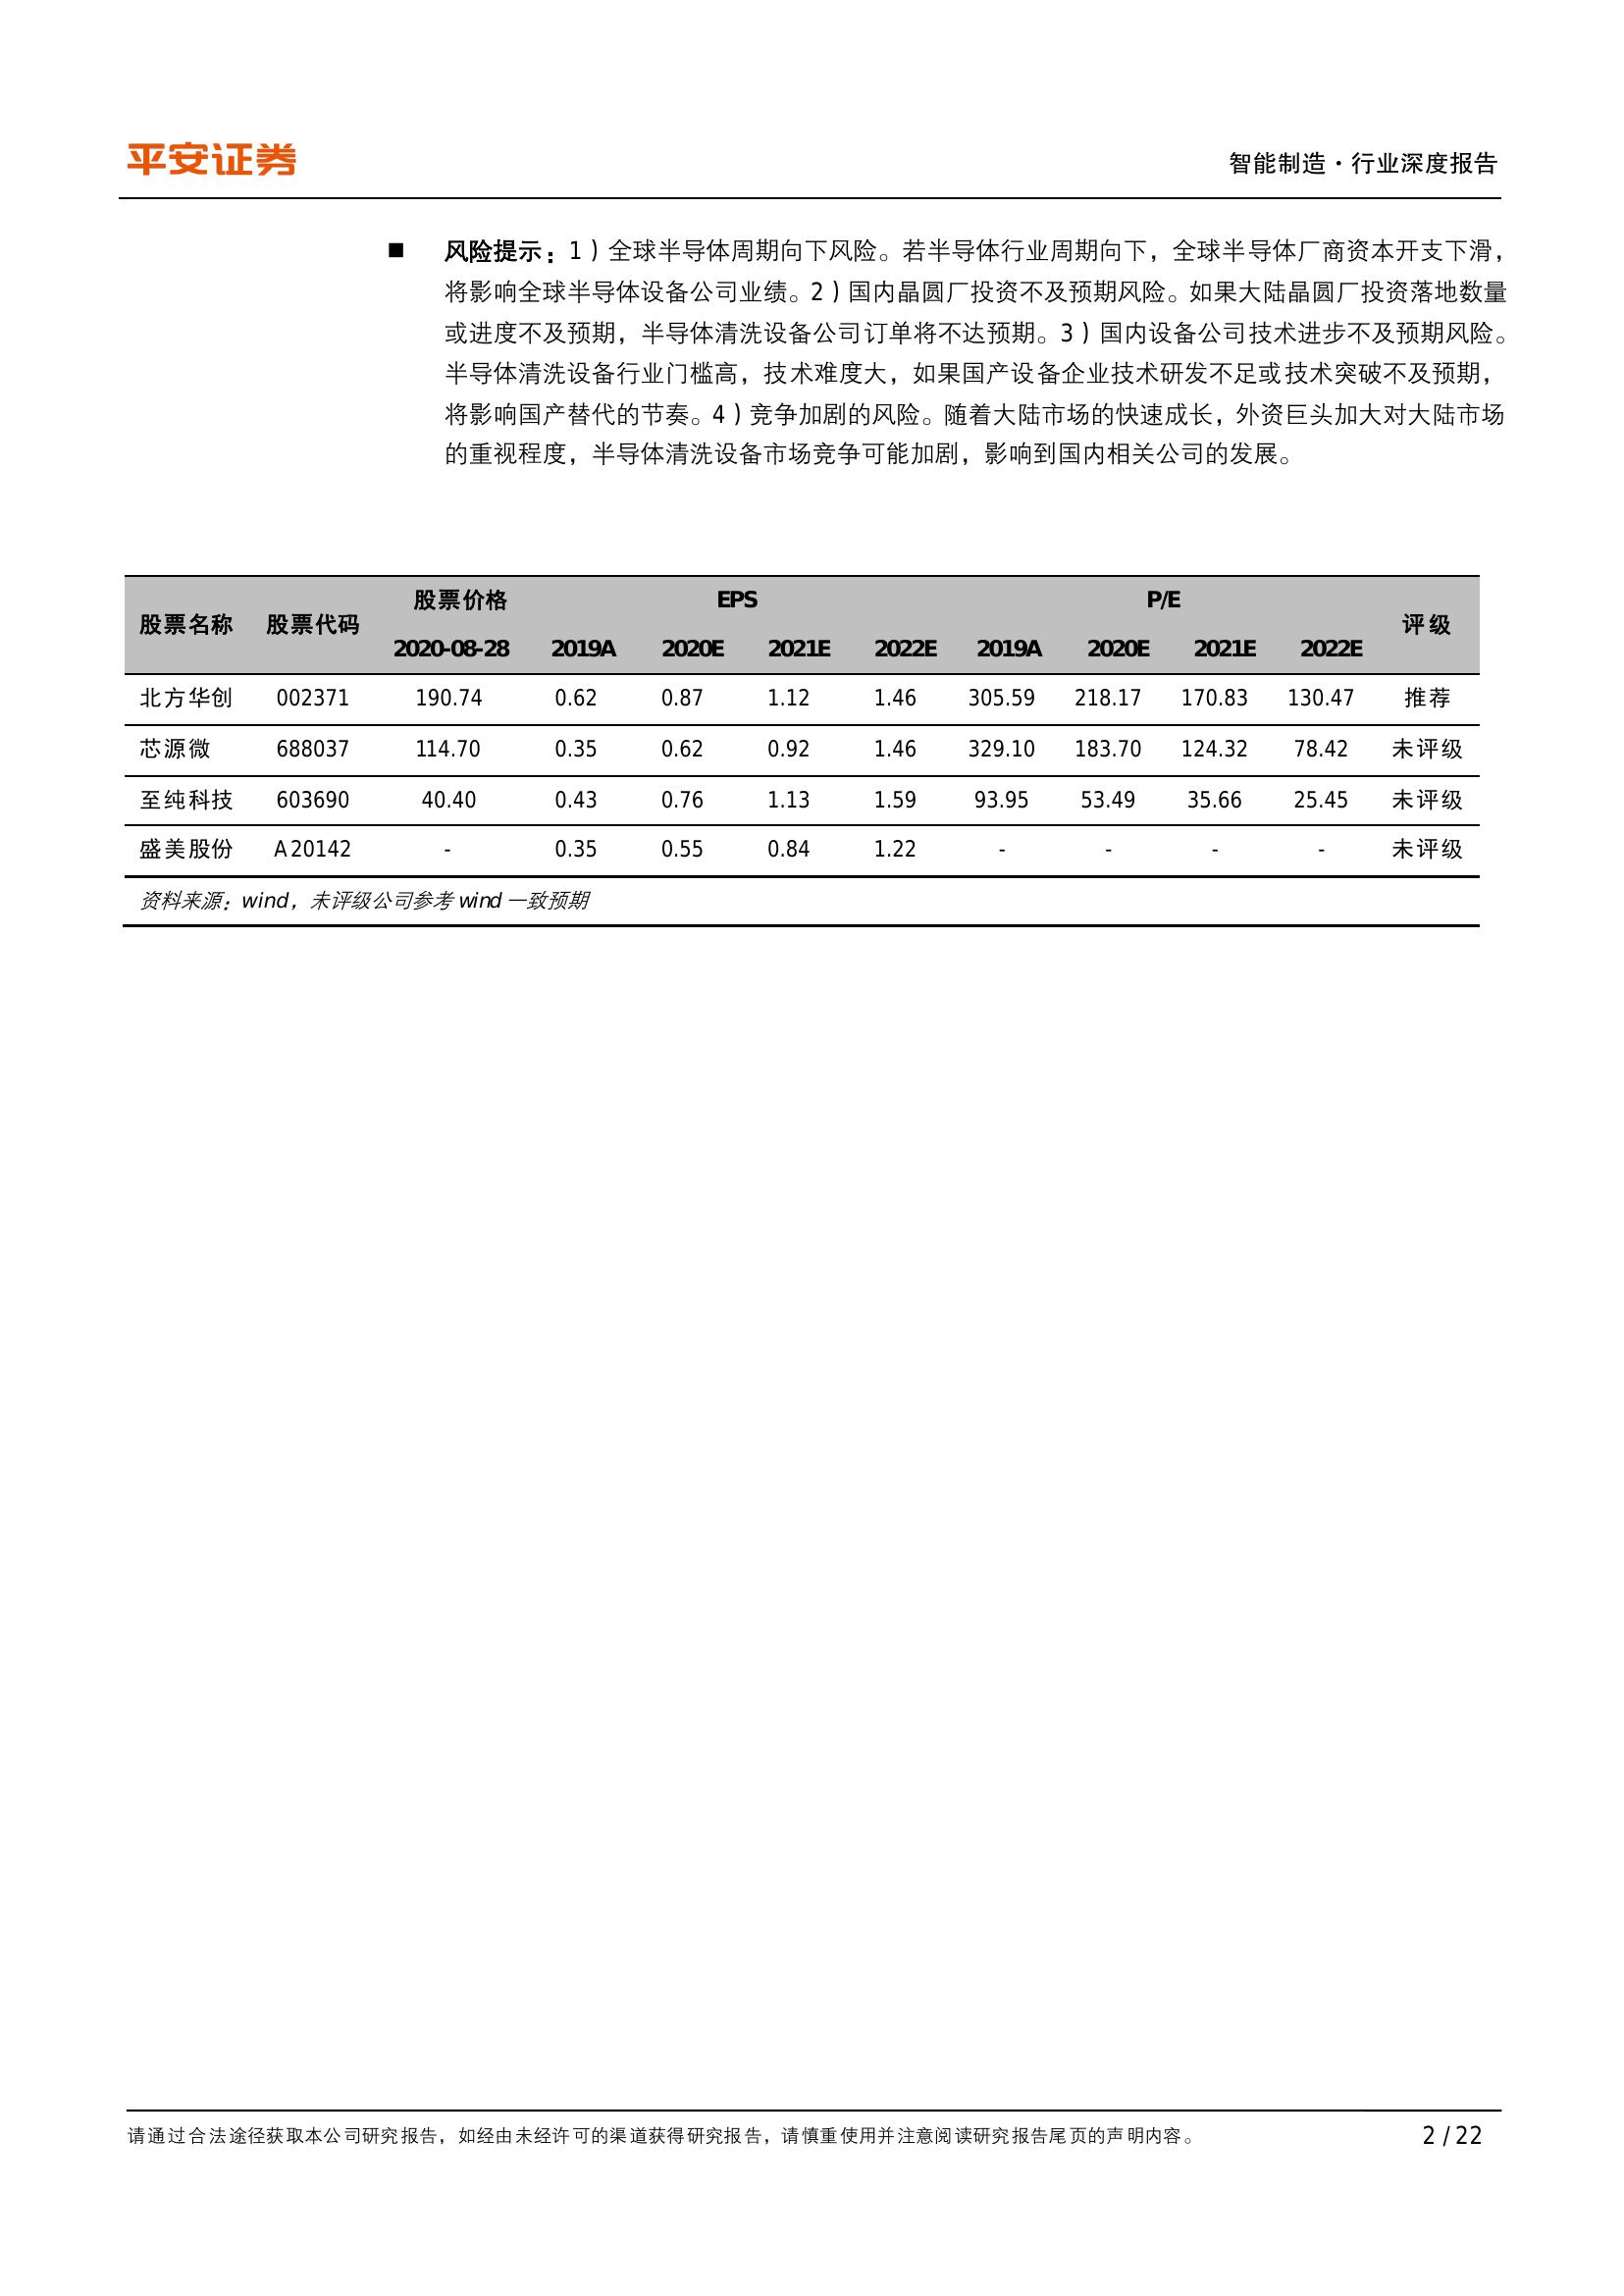 平安证券
智能制造·行业深度报告
■ 风险提示：1）全球半导体周期向下风险。若半导体行业周期向下，全球半导体厂商资本开支下滑，
将影响全球半导体设备公司业绩。2）国内晶圆厂投资不及预期风险。如果大陆晶圆厂投资落地数量
或进度不及预期，半导体清洗设备公司订单将不达预期。3）国内设备公司技术进步不及预期风险。
半导体清洗设备行业门槛高，技术难度大，如果国产设备企业技术研发不足或技术突破不及预期，
将影响国产替代的节奏。4）竞争加剧的风险。随着大陆市场的快速成长，外资巨头加大对大陆市场
的重视程度，半导体清洗设备市场竞争可能加剧，影响到国内相关公司的发展。
股票名称 股票代码 股票价格 EPS P/E 评级
2020-08-28 2019A 2020E 2021E 2022E 2019A 2020E 2021E 2022E
北方华创 002371 190.74 0.62 0.87 1.12 1.46 305.59 218.17 170.83 130.47 推荐
芯源微 688037 114.70 0.35 0.62 0.92 1.46 329.10 183.70 124.32 78.42 未评级
至纯科技 603690 40.40 0.43 0.76 1.13 1.59 93.95 53.49 35.66 25.45 未评级
盛美股份 A20142 - 0.35 0.55 0.84 1.22 - - - - 未评级
资料来源：wind，未评级公司参考 wind 一致预期
请通过合法途径获取本公司研究报告，如经由未经许可的渠道获得研究报告，请慎重使用并注意阅读研究报告尾页的声明内容。
2 / 22